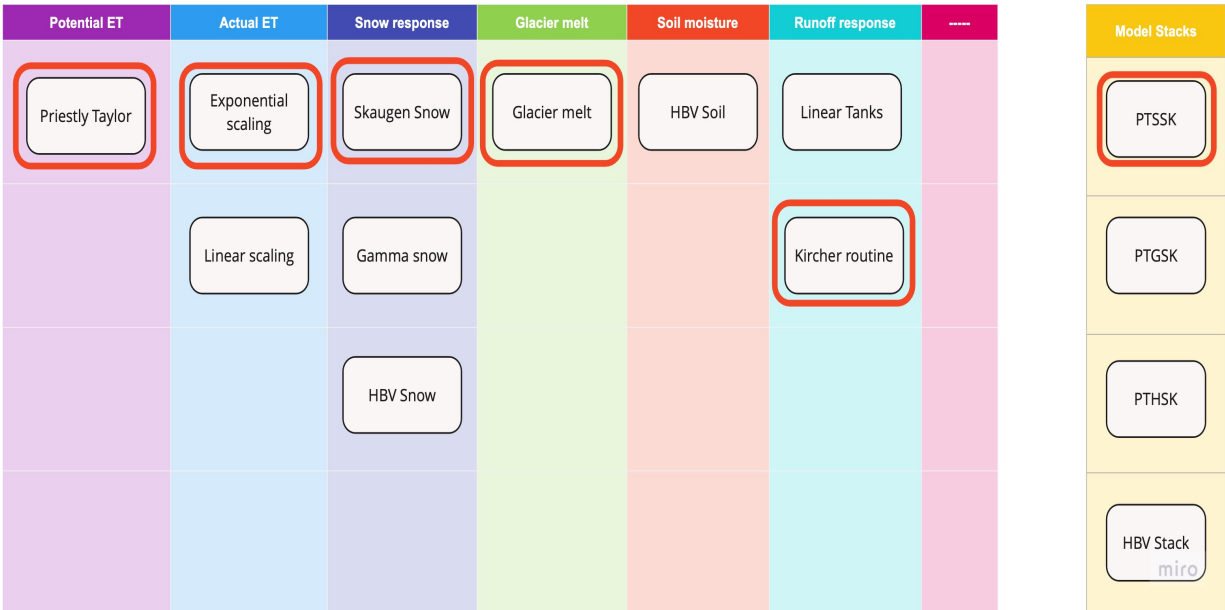 Potential ET
Actual ET
Snow response
Glacier melt
Soil moisture
Runoff response
-----
Model Stacks
Priestly Taylor
Exponential
scaling
Skaugen Snow
Glacier melt
HBV Soil
Linear Tanks
PTSSK
Linear scaling
Gamma snow
Kircher routine
PTGSK
HBV Snow
PTHSK
HBV Stack
miro